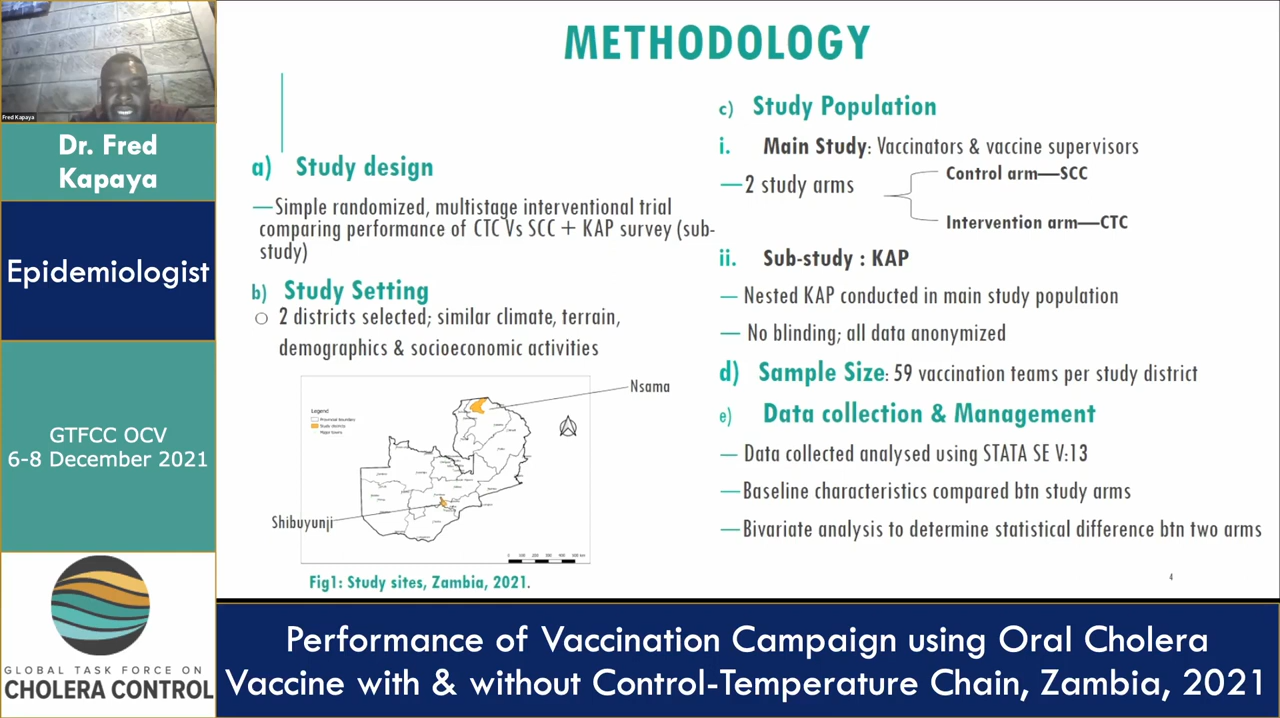 Fred Kapaya
Dr. Fred
Kapaya
Epidemiologist
GTFCC OCV
6-8 December 2021
GLOBAL TASK FORCE ON
CHOLERA CONTROL
METHODOLOGY
a) Study design
—Simple randomized, multistage interventional trial
comparing performance of CTC Vs SCC + KAP survey (sub-
study)
b) Study Setting
○ 2 districts selected; similar climate, terrain,
demographics & socioeconomic activities
Nsama
Legend
Provincial boundary
Study districts
Major towns
Shibuyunji
Fig1: Study sites, Zambia, 2021.
c) Study Population
i. Main Study: Vaccinators & vaccine supervisors
—2 study arms
Control arm—SCC
Intervention arm—CTC
ii. Sub-study : KAP
— Nested KAP conducted in main study population
— No blinding; all data anonymized
d) Sample Size: 59 vaccination teams per study district
e) Data collection & Management
— Data collected analysed using STATA SE V:13
—Baseline characteristics compared btn study arms
—Bivariate analysis to determine statistical difference btn two arms
4
Performance of Vaccination Campaign using Oral Cholera
Vaccine with & without Control-Temperature Chain, Zambia, 2021